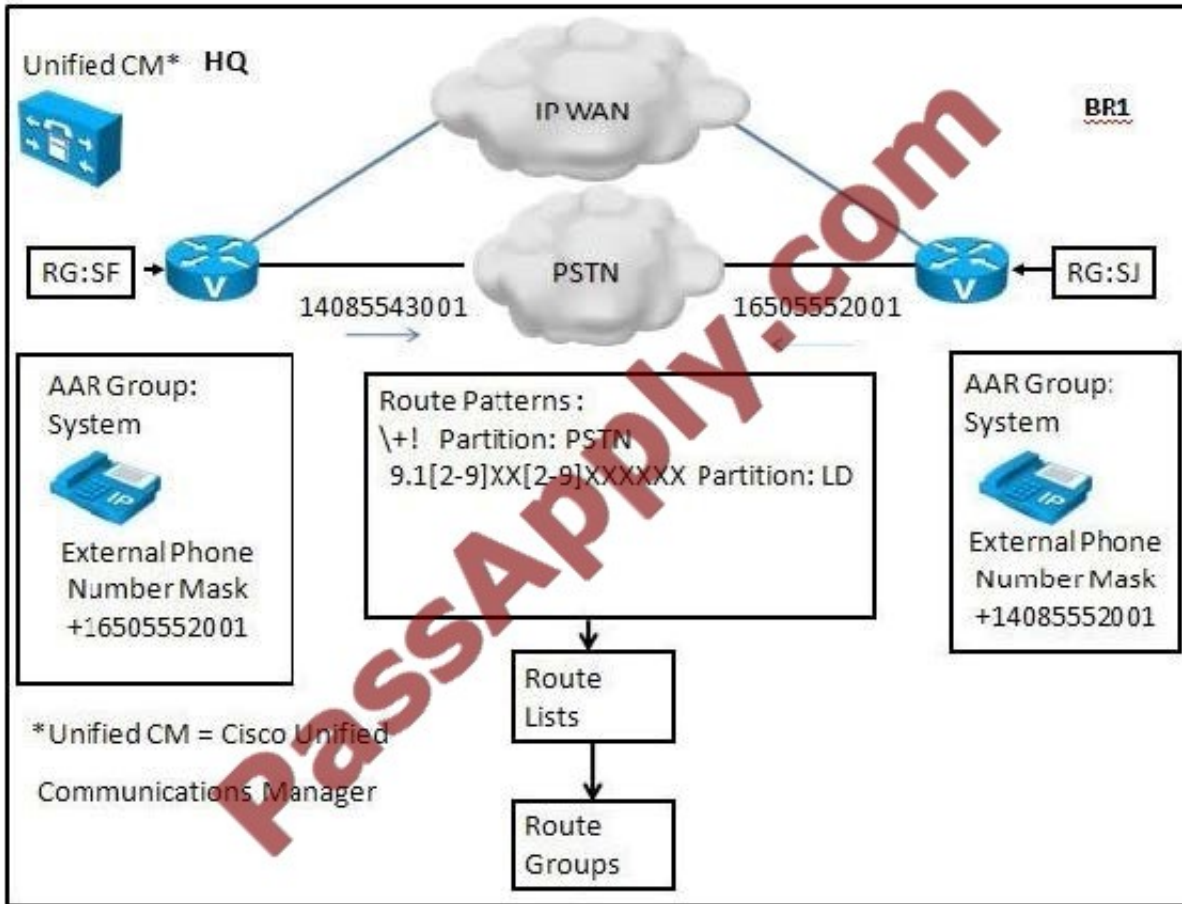 Unified CM* HQ
IP WAN
BR1
RG:SF
PSTN
RG:SJ
14085543001
16505552001
AAR Group:
System
IP
External Phone
Number Mask
+16505552001
Route Patterns :
\+! Partition: PSTN
9.1[2-9]XX[2-9]XXXXXX Partition: LD
AAR Group:
System
IP
External Phone
Number Mask
+14085552001
Route
Lists
Route
Groups
*Unified CM = Cisco Unified
Communications Manager
V
V
PassApply.com